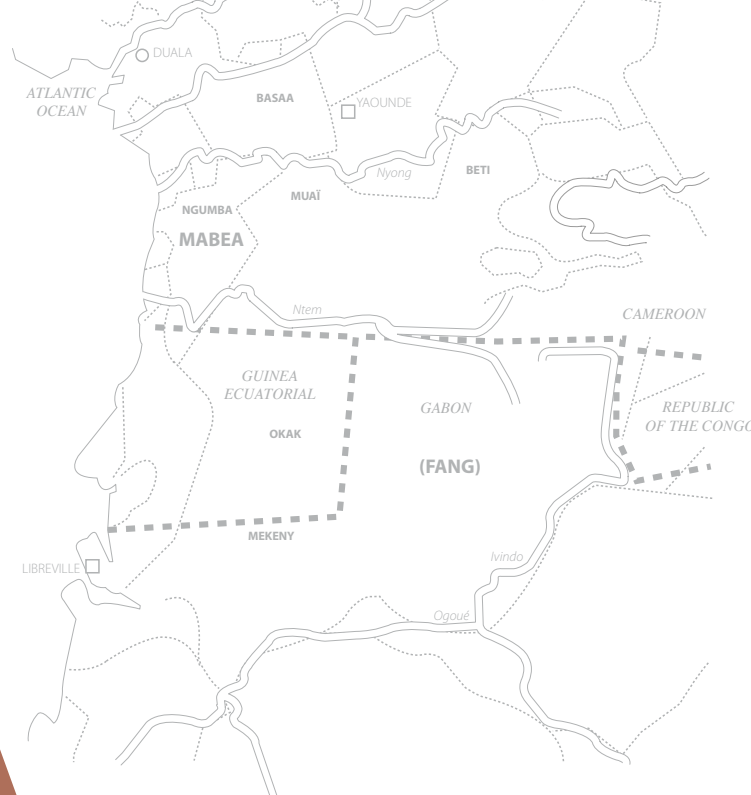 DUALA
ATLANTIC
OCEAN
BASAA
YAOUNDE
Nyong
BETI
MUAÏ
NGUMBA
MABEA
Ntem
CAMEROON
GUINEA
ECUATORIAL
GABON
REPUBLIC
OF THE CONGO
OKAK
(FANG)
MEKENY
Ivindo
LIBREVILLE
Ogoué